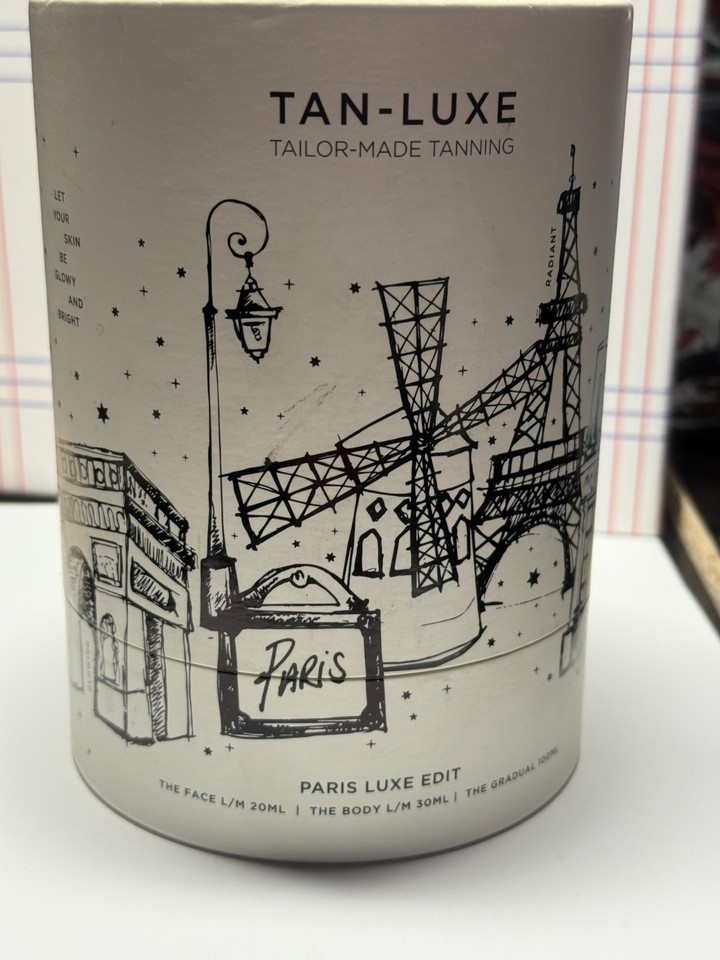 TAN-LUXE
TAILOR-MADE TANNING
LET
YOUR
SKIN
BE
GLOWY
AND
BRIGHT
RADIANT
PARIS
PARIS LUXE EDIT
THE FACE L/M 20ML | THE BODY L/M 30ML | THE GRADUAL 100ML